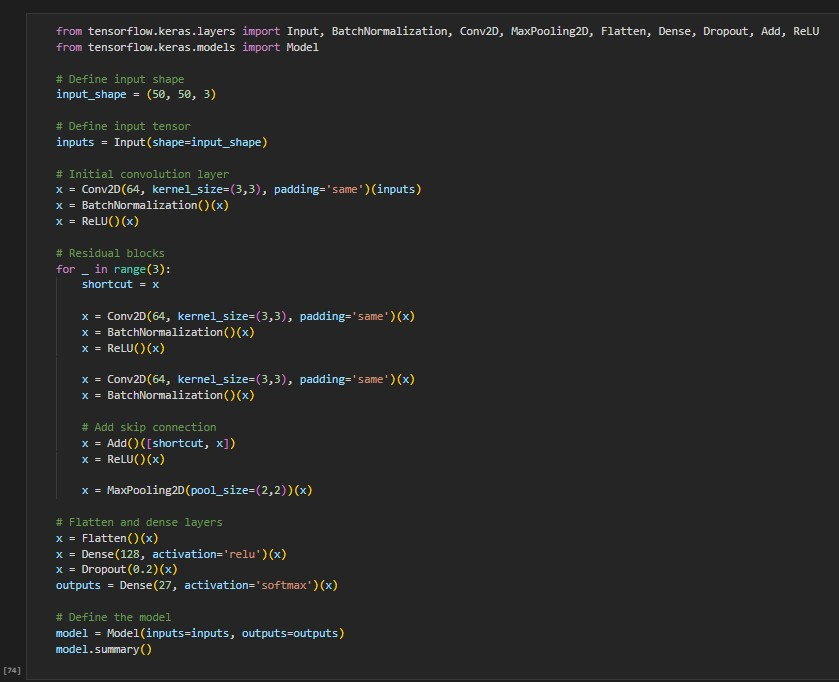 from tensorflow.keras.layers import Input, BatchNormalization, Conv2D, MaxPooling2D, Flatten, Dense, Dropout, Add, ReLU
from tensorflow.keras.models import Model

# Define input shape
input_shape = (50, 50, 3)

# Define input tensor
inputs = Input(shape=input_shape)

# Initial convolution layer
x = Conv2D(64, kernel_size=(3,3), padding='same')(inputs)
x = BatchNormalization()(x)
x = ReLU()(x)

# Residual blocks
for _ in range(3):
    shortcut = x

    x = Conv2D(64, kernel_size=(3,3), padding='same')(x)
    x = BatchNormalization()(x)
    x = ReLU()(x)

    x = Conv2D(64, kernel_size=(3,3), padding='same')(x)
    x = BatchNormalization()(x)

    # Add skip connection
    x = Add()([shortcut, x])
    x = ReLU()(x)

    x = MaxPooling2D(pool_size=(2,2))(x)

# Flatten and dense layers
x = Flatten()(x)
x = Dense(128, activation='relu')(x)
x = Dropout(0.2)(x)
outputs = Dense(27, activation='softmax')(x)

# Define the model
model = Model(inputs=inputs, outputs=outputs)
model.summary()
[74]